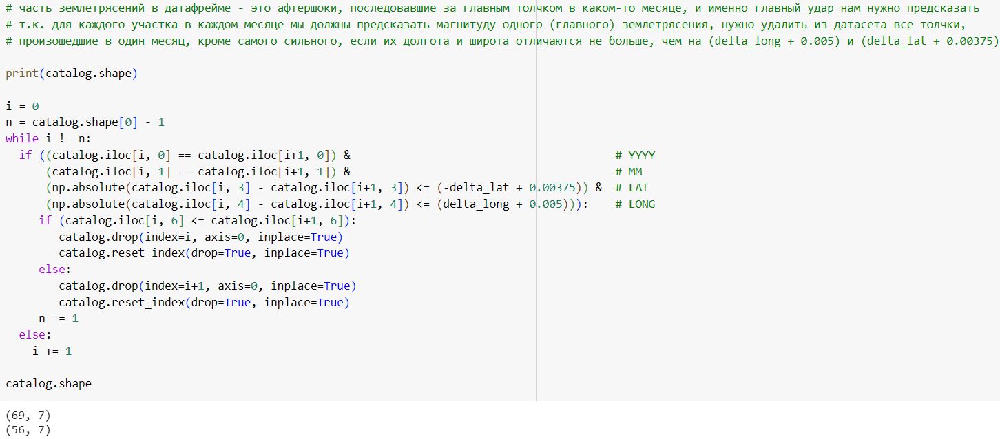 # часть землетрясений в датафрейме - это афтершоки, последовавшие за главным толчком в каком-то месяце, и именно главный удар нам нужно предсказать
# т.к. для каждого участка в каждом месяце мы должны предсказать магнитуду одного (главного) землетрясения, нужно удалить из датасета все толчки,
# произошедшие в один месяц, кроме самого сильного, если их долгота и широта отличаются не больше, чем на (delta_long + 0.005) и (delta_lat + 0.00375)
print(catalog.shape)
i = 0
n = catalog.shape[0] - 1
while i != n:
  if ((catalog.iloc[i, 0] == catalog.iloc[i+1, 0]) &                                        # YYYY
      (catalog.iloc[i, 1] == catalog.iloc[i+1, 1]) &                                        # MM
      (np.absolute(catalog.iloc[i, 3] - catalog.iloc[i+1, 3]) <= (-delta_lat + 0.00375)) &  # LAT
      (np.absolute(catalog.iloc[i, 4] - catalog.iloc[i+1, 4]) <= (delta_long + 0.005))):    # LONG
     if (catalog.iloc[i, 6] <= catalog.iloc[i+1, 6]):
        catalog.drop(index=i, axis=0, inplace=True)
        catalog.reset_index(drop=True, inplace=True)
     else:
        catalog.drop(index=i+1, axis=0, inplace=True)
        catalog.reset_index(drop=True, inplace=True)
     n -= 1
  else:
    i += 1
catalog.shape
(69, 7)
(56, 7)